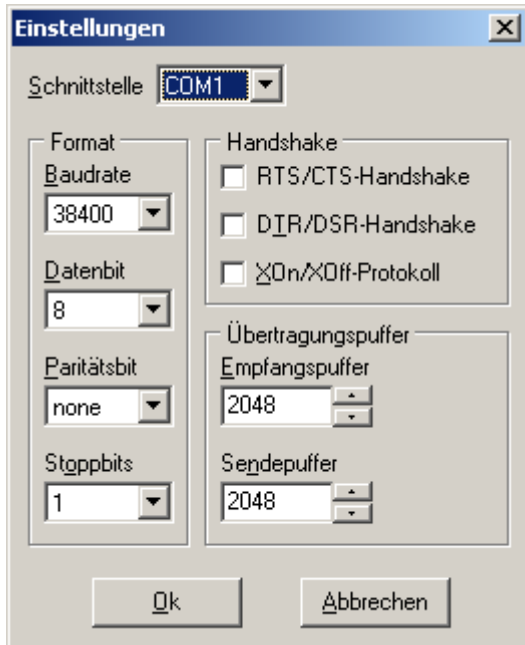 Einstellungen
Schnittstelle COM1
Format
Baudrate
38400
Datenbit
8
Paritätsbit
none
Stoppbits
1
Handshake
RTS/CTS-Handshake
DTR/DSR-Handshake
XOn/XOff-Protokoll
Übertragungspuffer
Empfangspuffer
2048
Sendepuffer
2048
Ok
Abbrechen